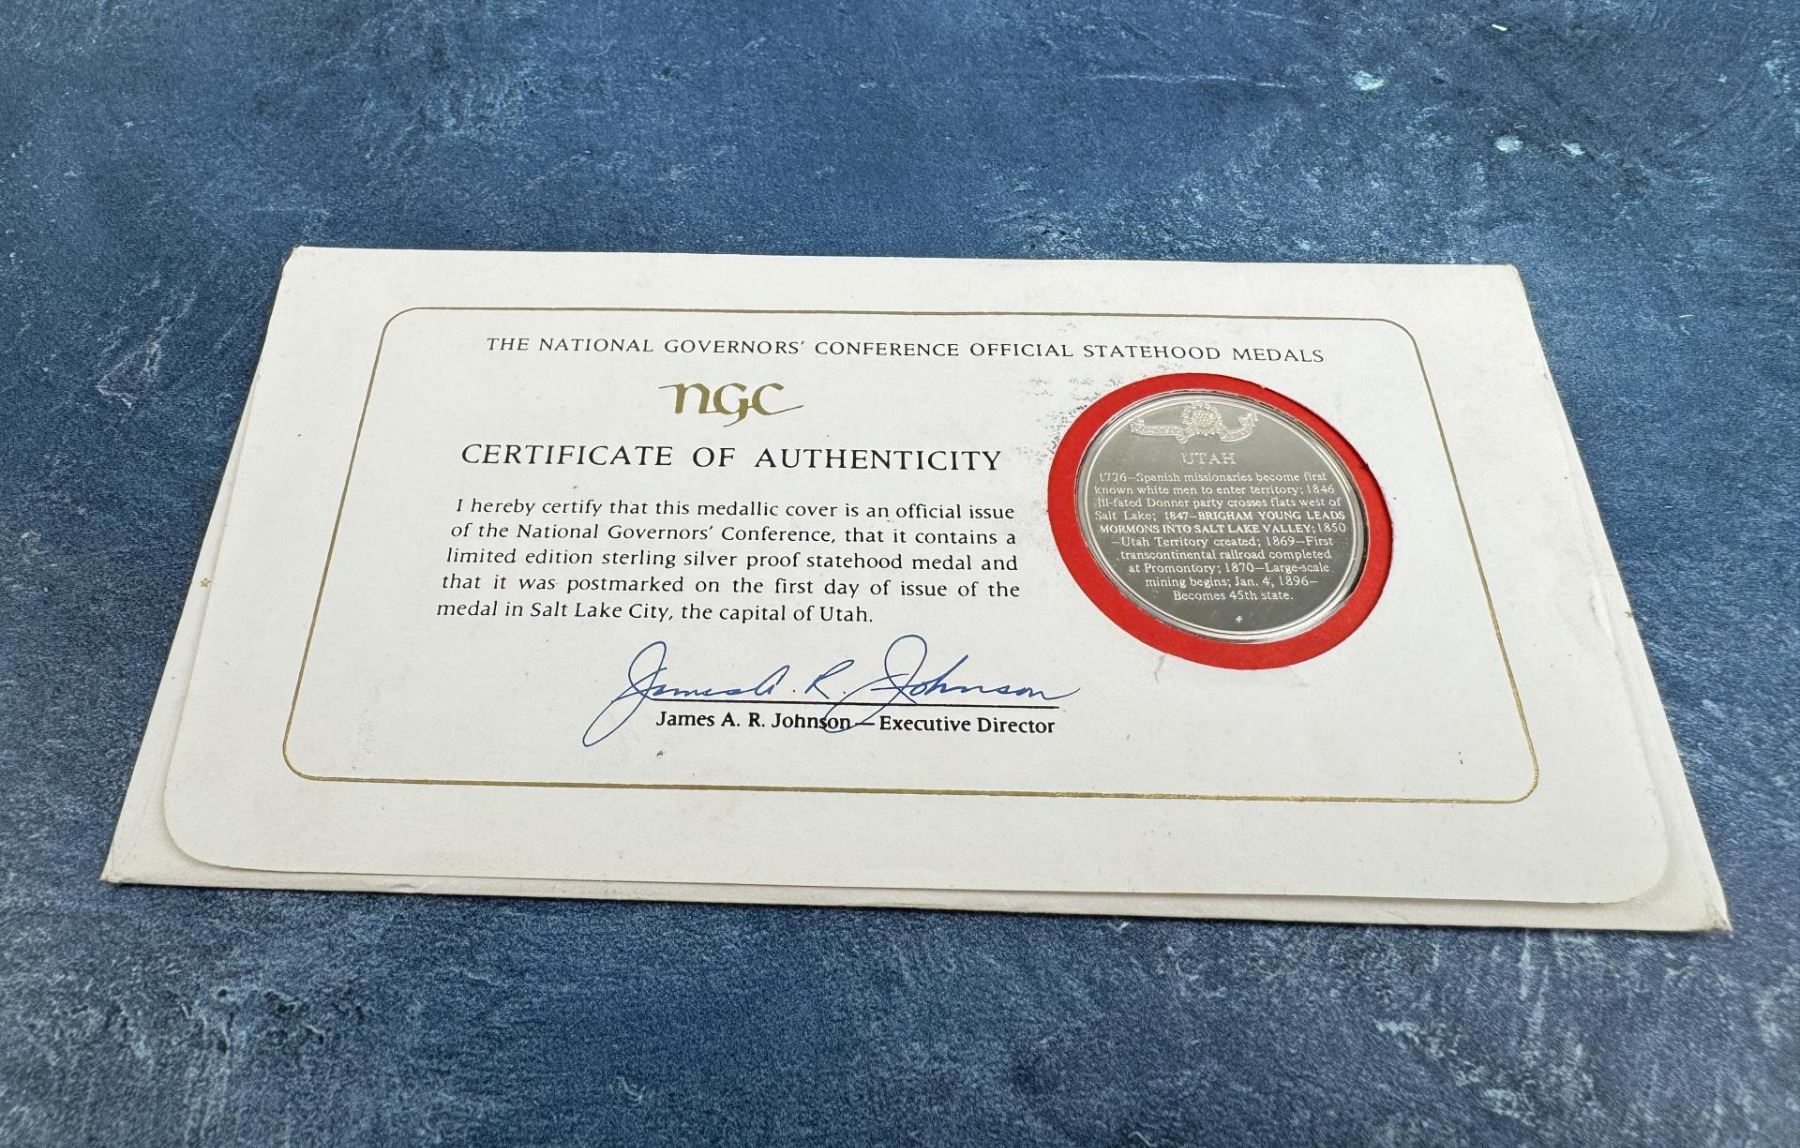 THE NATIONAL GOVERNORS' CONFERENCE OFFICIAL STATEHOOD MEDALS
NGC
CERTIFICATE OF AUTHENTICITY
I hereby certify that this medallic cover is an official issue
of the National Governors' Conference, that it contains a
limited edition sterling silver proof statehood medal and
that it was postmarked on the first day of issue of the
medal in Salt Lake City, the capital of Utah.
James A. R. Johnson
James A. R. Johnson—Executive Director
UTAH
1776—Spanish missionaries become first
known white men to enter territory; 1846
Ill-fated Donner party crosses flats west of
Salt Lake; 1847—BRIGHAM YOUNG LEADS
MORMONS INTO SALT LAKE VALLEY; 1850
—Utah Territory created; 1869—First
transcontinental railroad completed
at Promontory; 1870—Large-scale
mining begins; Jan. 4, 1896—
Becomes 45th state.